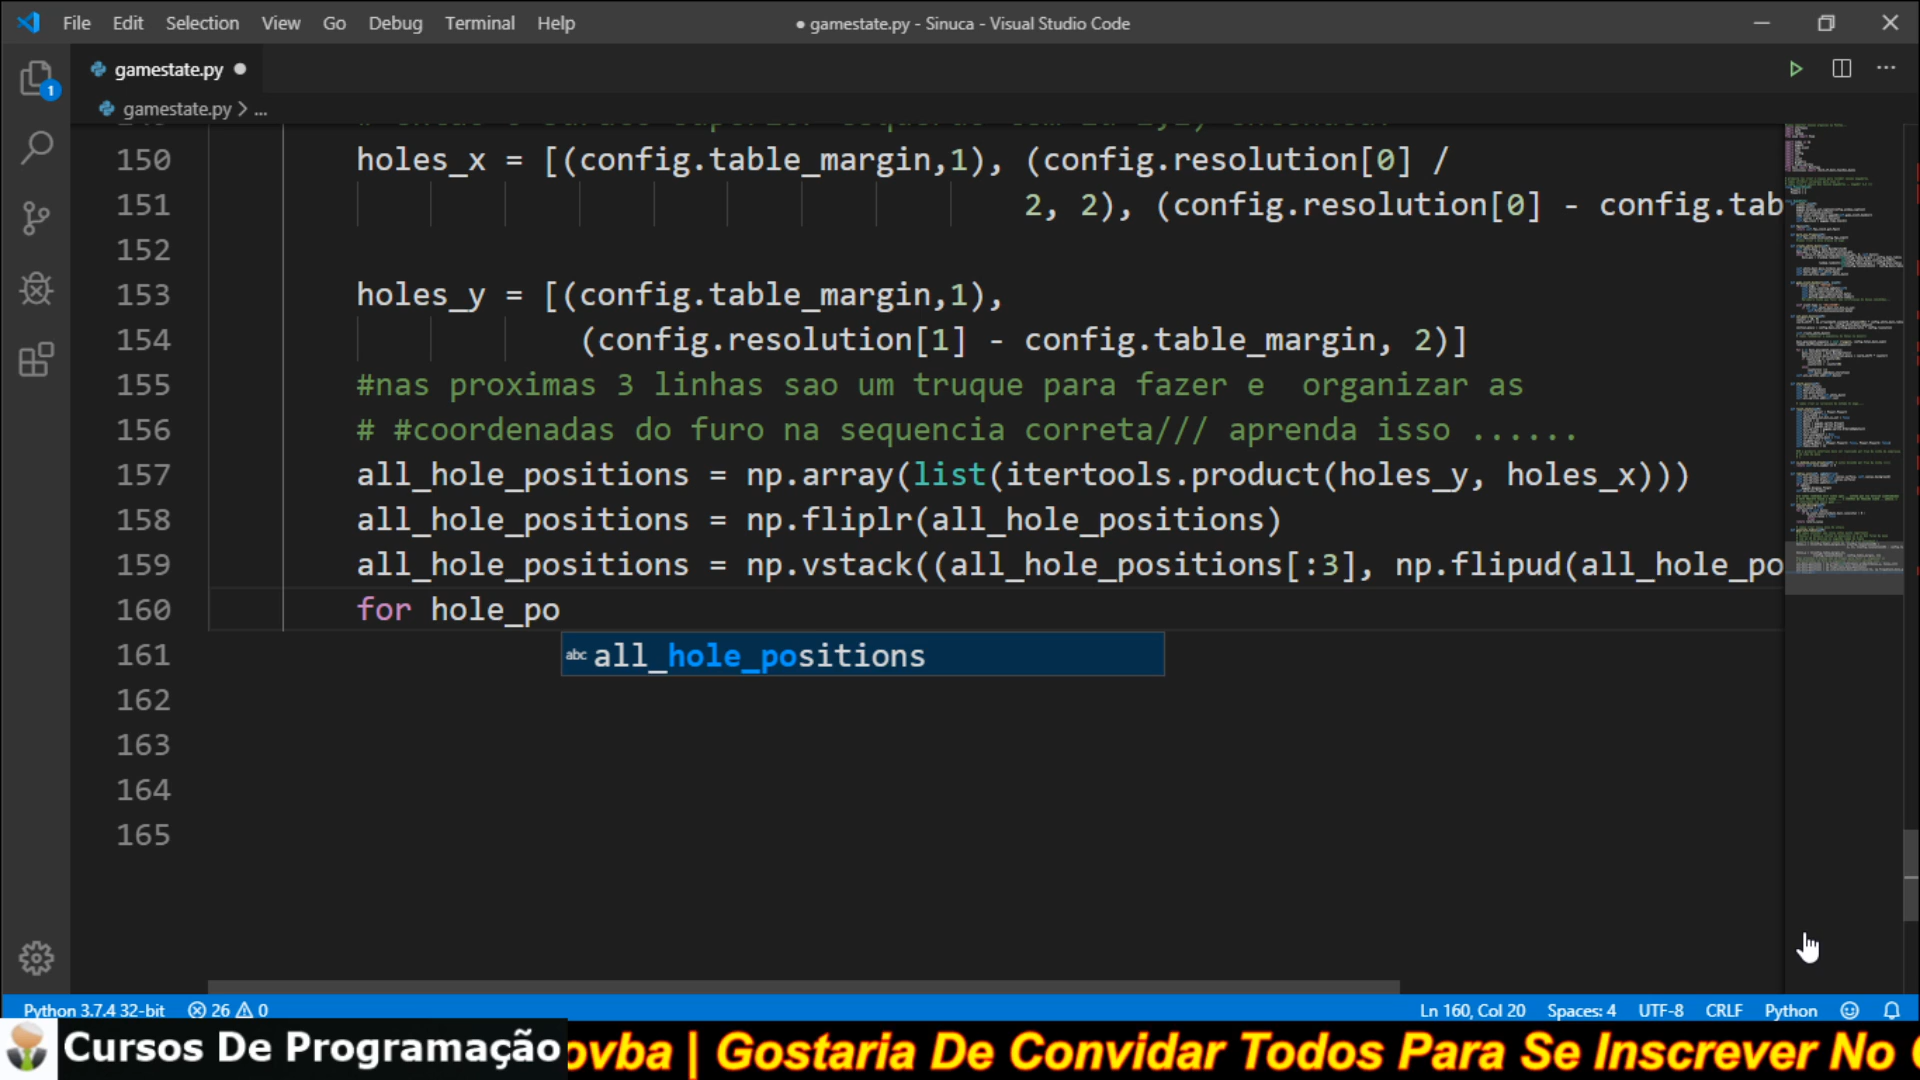 File Edit Selection View Go Debug Terminal Help
● gamestate.py - Sinuca - Visual Studio Code
1
gamestate.py ●
gamestate.py > ...
150 holes_x = [(config.table_margin,1), (config.resolution[0] /
151 2, 2), (config.resolution[0] - config.tab
152
153 holes_y = [(config.table_margin,1),
154 (config.resolution[1] - config.table_margin, 2)]
155 #nas proximas 3 linhas sao um truque para fazer e  organizar as
156 # #coordenadas do furo na sequencia correta/// aprenda isso ......
157 all_hole_positions = np.array(list(itertools.product(holes_y, holes_x)))
158 all_hole_positions = np.fliplr(all_hole_positions)
159 all_hole_positions = np.vstack((all_hole_positions[:3], np.flipud(all_hole_po
160 for hole_po
abc all_hole_positions
161
162
163
164
165
Python 3.7.4 32-bit 26 0 Ln 160, Col 20 Spaces: 4 UTF-8 CRLF Python
Cursos De Programação ovba | Gostaria De Convidar Todos Para Se Inscrever No